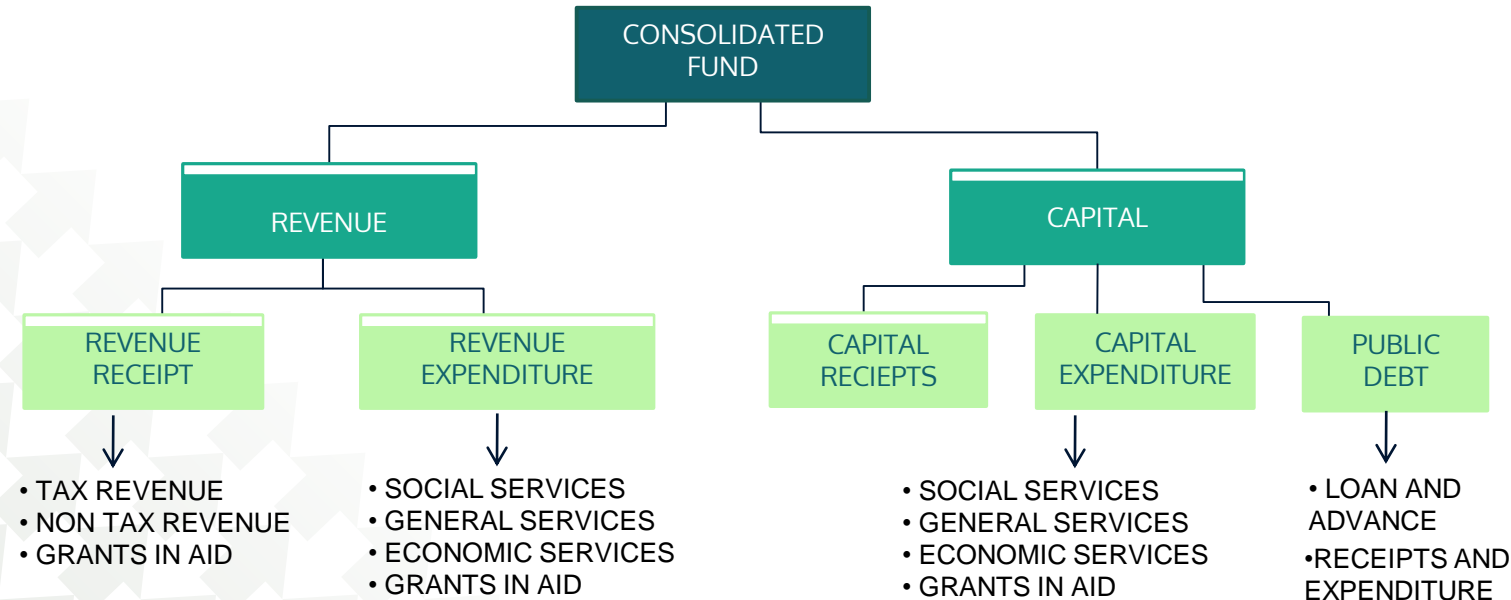 CONSOLIDATED
FUND
REVENUE
CAPITAL
REVENUE
RECEIPT
REVENUE
EXPENDITURE
CAPITAL
RECIEPTS
CAPITAL
EXPENDITURE
PUBLIC
DEBT
• TAX REVENUE
• NON TAX REVENUE
• GRANTS IN AID
• SOCIAL SERVICES
• GENERAL SERVICES
• ECONOMIC SERVICES
• GRANTS IN AID
• SOCIAL SERVICES
• GENERAL SERVICES
• ECONOMIC SERVICES
• GRANTS IN AID
• LOAN AND
ADVANCE
•RECEIPTS AND
EXPENDITURE